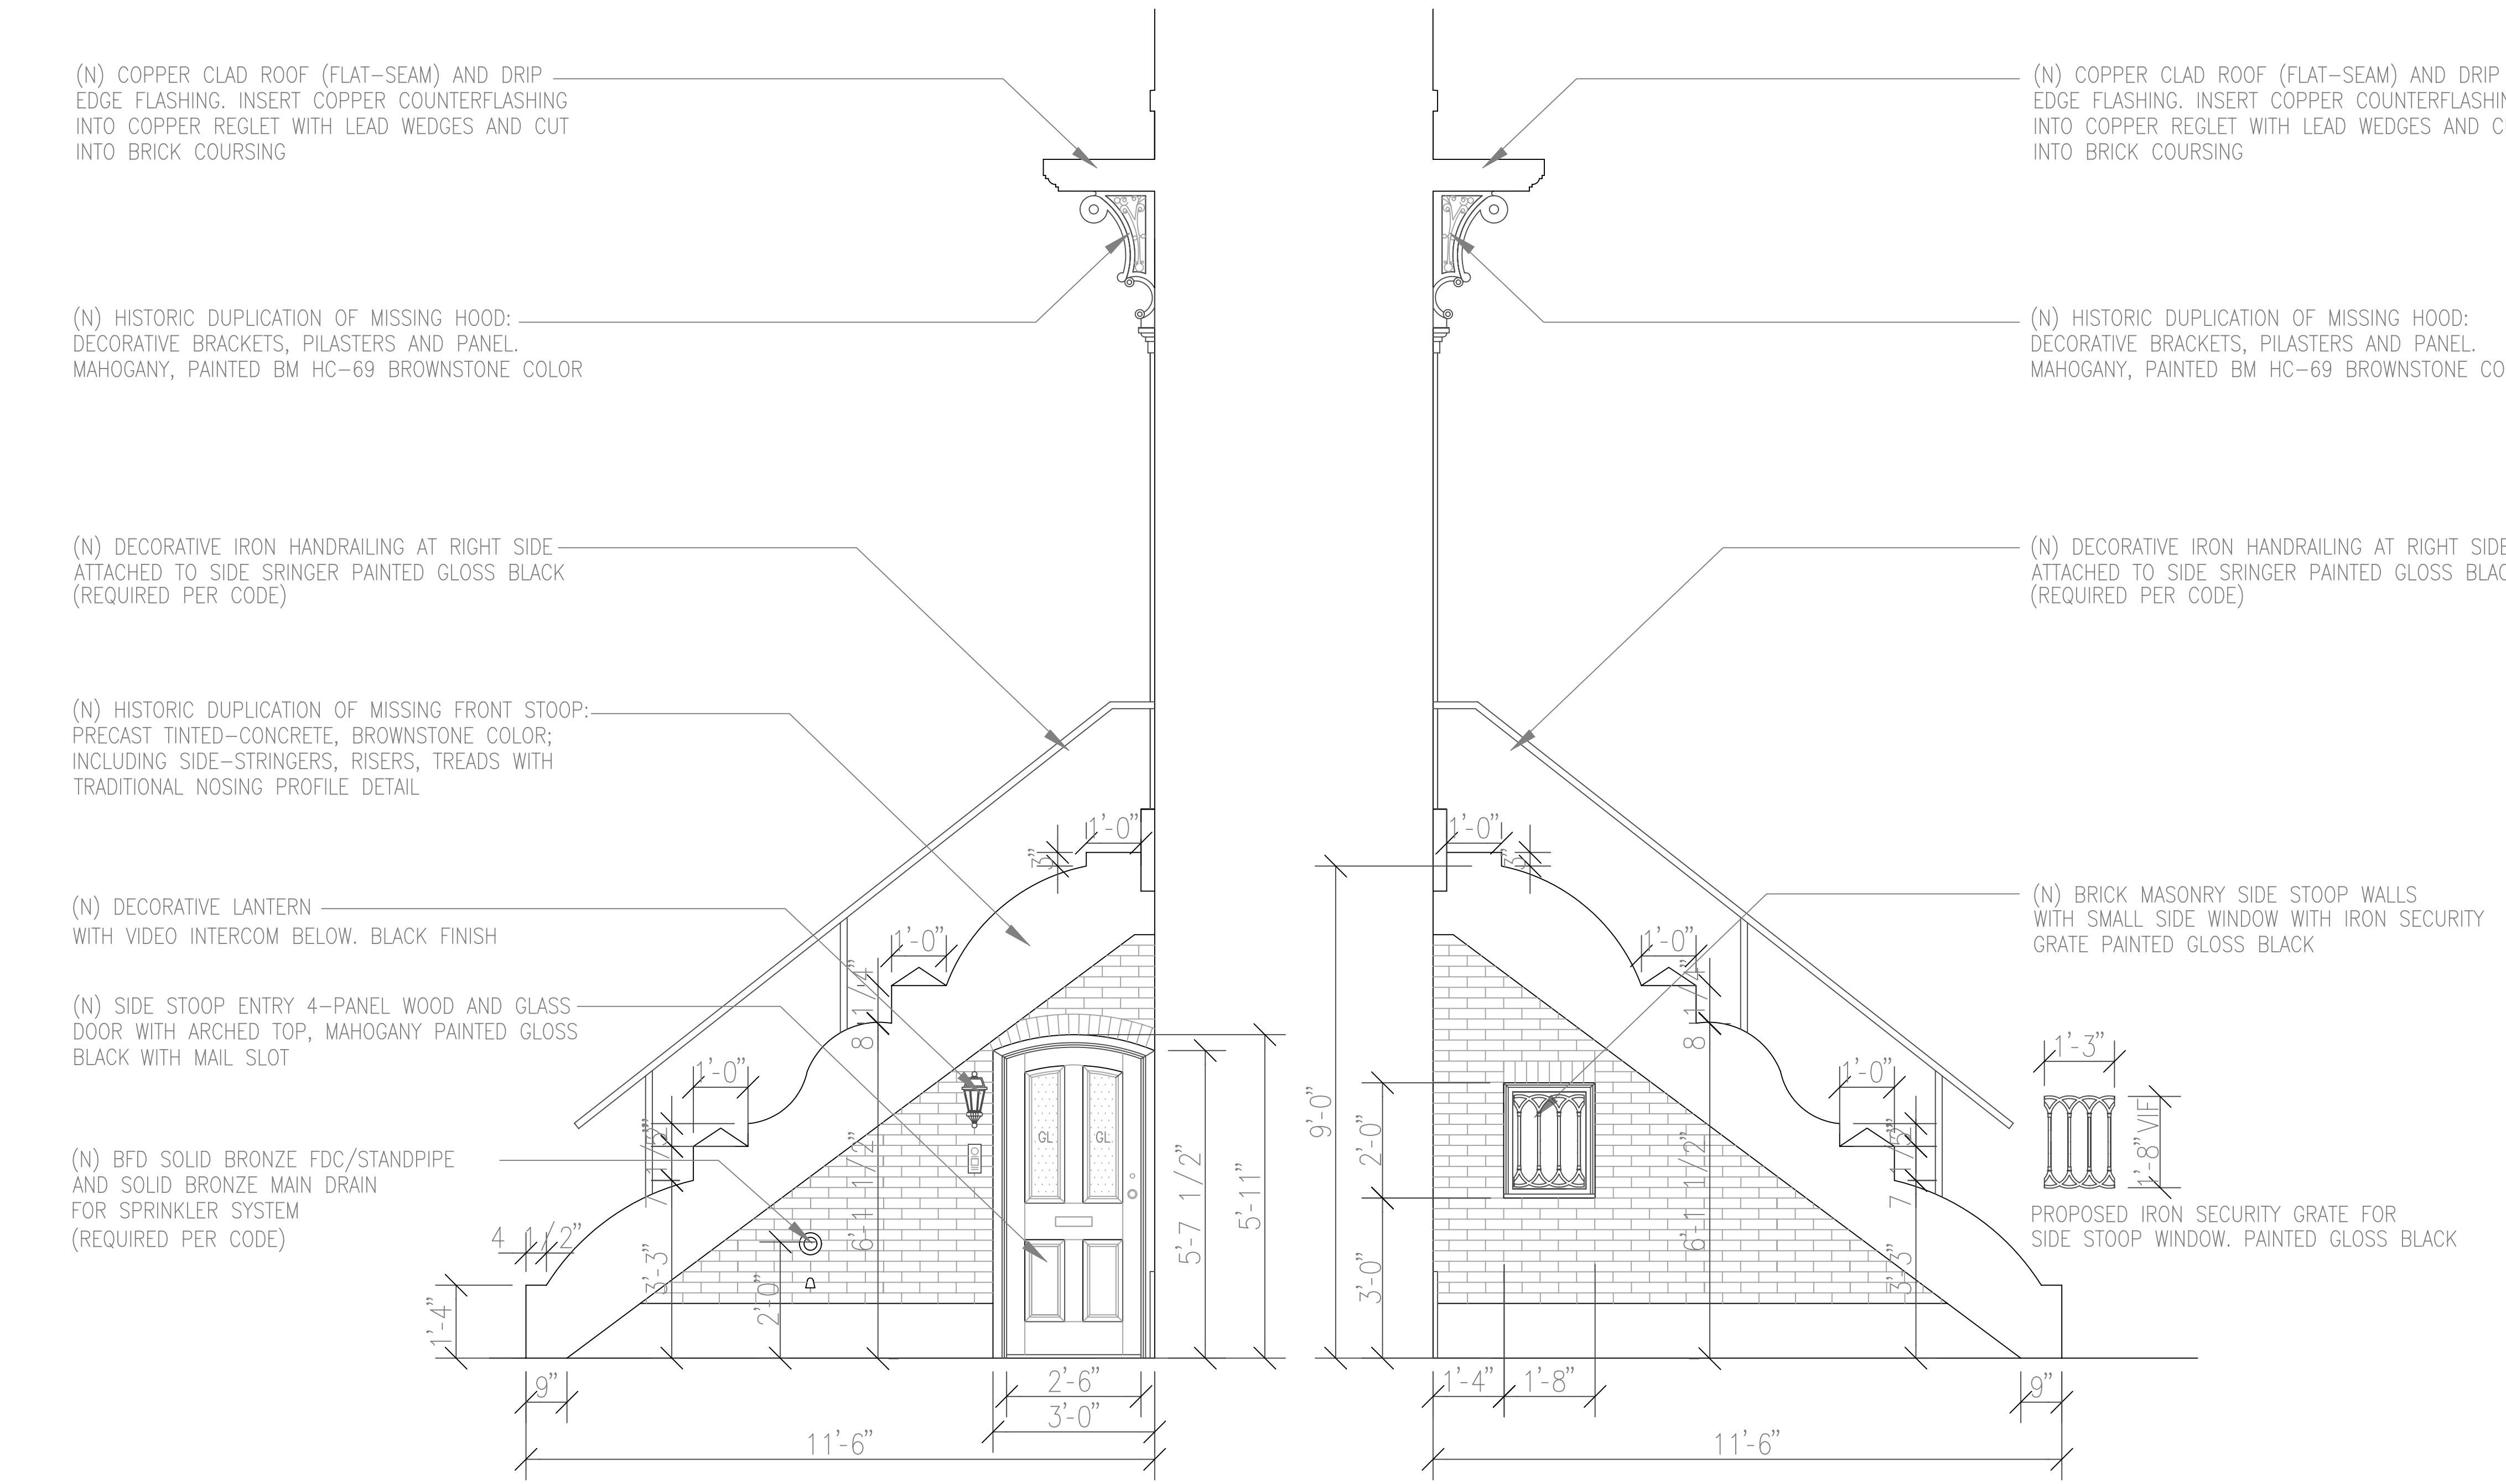 (N) COPPER CLAD ROOF (FLAT-SEAM) AND DRIP
EDGE FLASHING. INSERT COPPER COUNTERFLASHING
INTO COPPER REGLET WITH LEAD WEDGES AND CUT
INTO BRICK COURSING
(N) HISTORIC DUPLICATION OF MISSING HOOD:
DECORATIVE BRACKETS, PILASTERS AND PANEL.
MAHOGANY, PAINTED BM HC-69 BROWNSTONE COLOR
(N) DECORATIVE IRON HANDRAILING AT RIGHT SIDE
ATTACHED TO SIDE SRINGER PAINTED GLOSS BLACK
(REQUIRED PER CODE)
(N) HISTORIC DUPLICATION OF MISSING FRONT STOOP:
PRECAST TINTED-CONCRETE, BROWNSTONE COLOR;
INCLUDING SIDE-STRINGERS, RISERS, TREADS WITH
TRADITIONAL NOSING PROFILE DETAIL
(N) DECORATIVE LANTERN
WITH VIDEO INTERCOM BELOW. BLACK FINISH
(N) SIDE STOOP ENTRY 4-PANEL WOOD AND GLASS
DOOR WITH ARCHED TOP, MAHOGANY PAINTED GLOSS
BLACK WITH MAIL SLOT
(N) BFD SOLID BRONZE FDC/STANDPIPE
AND SOLID BRONZE MAIN DRAIN
FOR SPRINKLER SYSTEM
(REQUIRED PER CODE)
1'-0"
3"
1'-0"
8 1/4"
1'-0"
4 1/2"
1'-4"
3'-3"
2'-0"
6'-1 1/2"
GL.
GL.
5'-7 1/2"
5'-11"
9"
2'-6"
3'-0"
11'-6"
(N) COPPER CLAD ROOF (FLAT-SEAM) AND DRIP
EDGE FLASHING. INSERT COPPER COUNTERFLASHIN
INTO COPPER REGLET WITH LEAD WEDGES AND C
INTO BRICK COURSING
(N) HISTORIC DUPLICATION OF MISSING HOOD:
DECORATIVE BRACKETS, PILASTERS AND PANEL.
MAHOGANY, PAINTED BM HC-69 BROWNSTONE CO
(N) DECORATIVE IRON HANDRAILING AT RIGHT SIDE
ATTACHED TO SIDE SRINGER PAINTED GLOSS BLAC
(REQUIRED PER CODE)
(N) BRICK MASONRY SIDE STOOP WALLS
WITH SMALL SIDE WINDOW WITH IRON SECURITY
GRATE PAINTED GLOSS BLACK
1'-0"
3"
1'-0"
8 1/4"
1'-0"
9'-0"
2'-0"
3'-0"
6'-1 1/2"
7 1/2"
3'-3"
1'-4"
1'-8"
9"
11'-6"
1'-3"
1'-8" VIF
PROPOSED IRON SECURITY GRATE FOR
SIDE STOOP WINDOW. PAINTED GLOSS BLACK